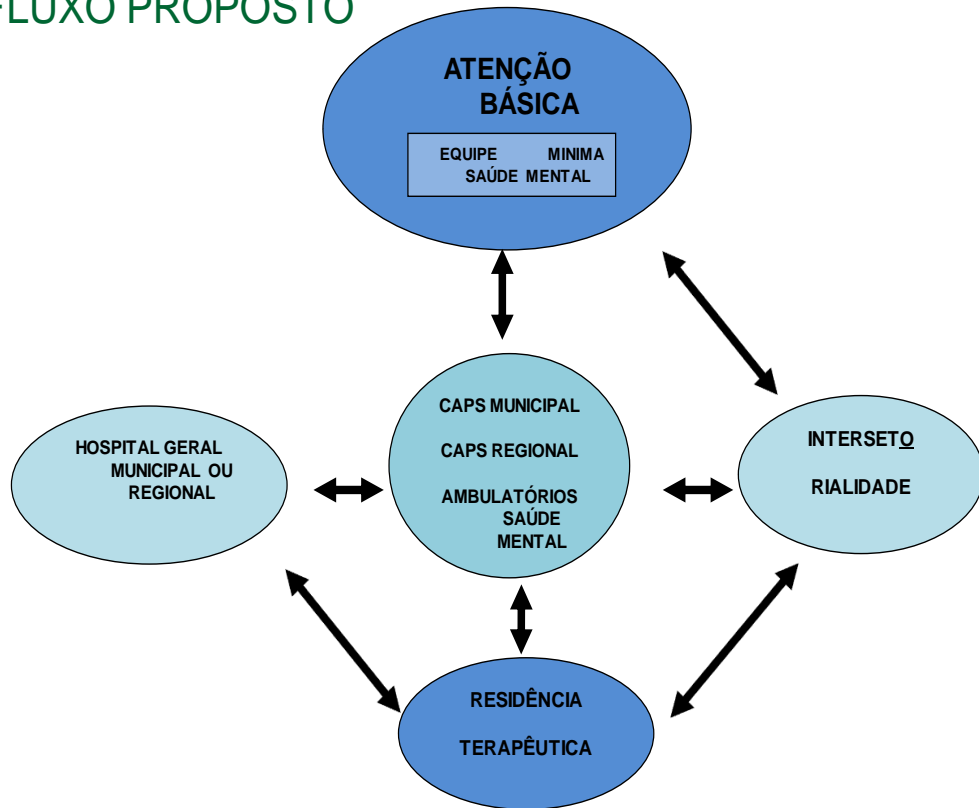 FLUXO PROPOSTO
ATENÇÃO
BÁSICA
EQUIPE MINIMA
SAÚDE MENTAL
CAPS MUNICIPAL
CAPS REGIONAL
AMBULATÓRIOS
SAÚDE
MENTAL
HOSPITAL GERAL
MUNICIPAL OU
REGIONAL
INTERSETO
RIALIDADE
RESIDÊNCIA
TERAPÊUTICA